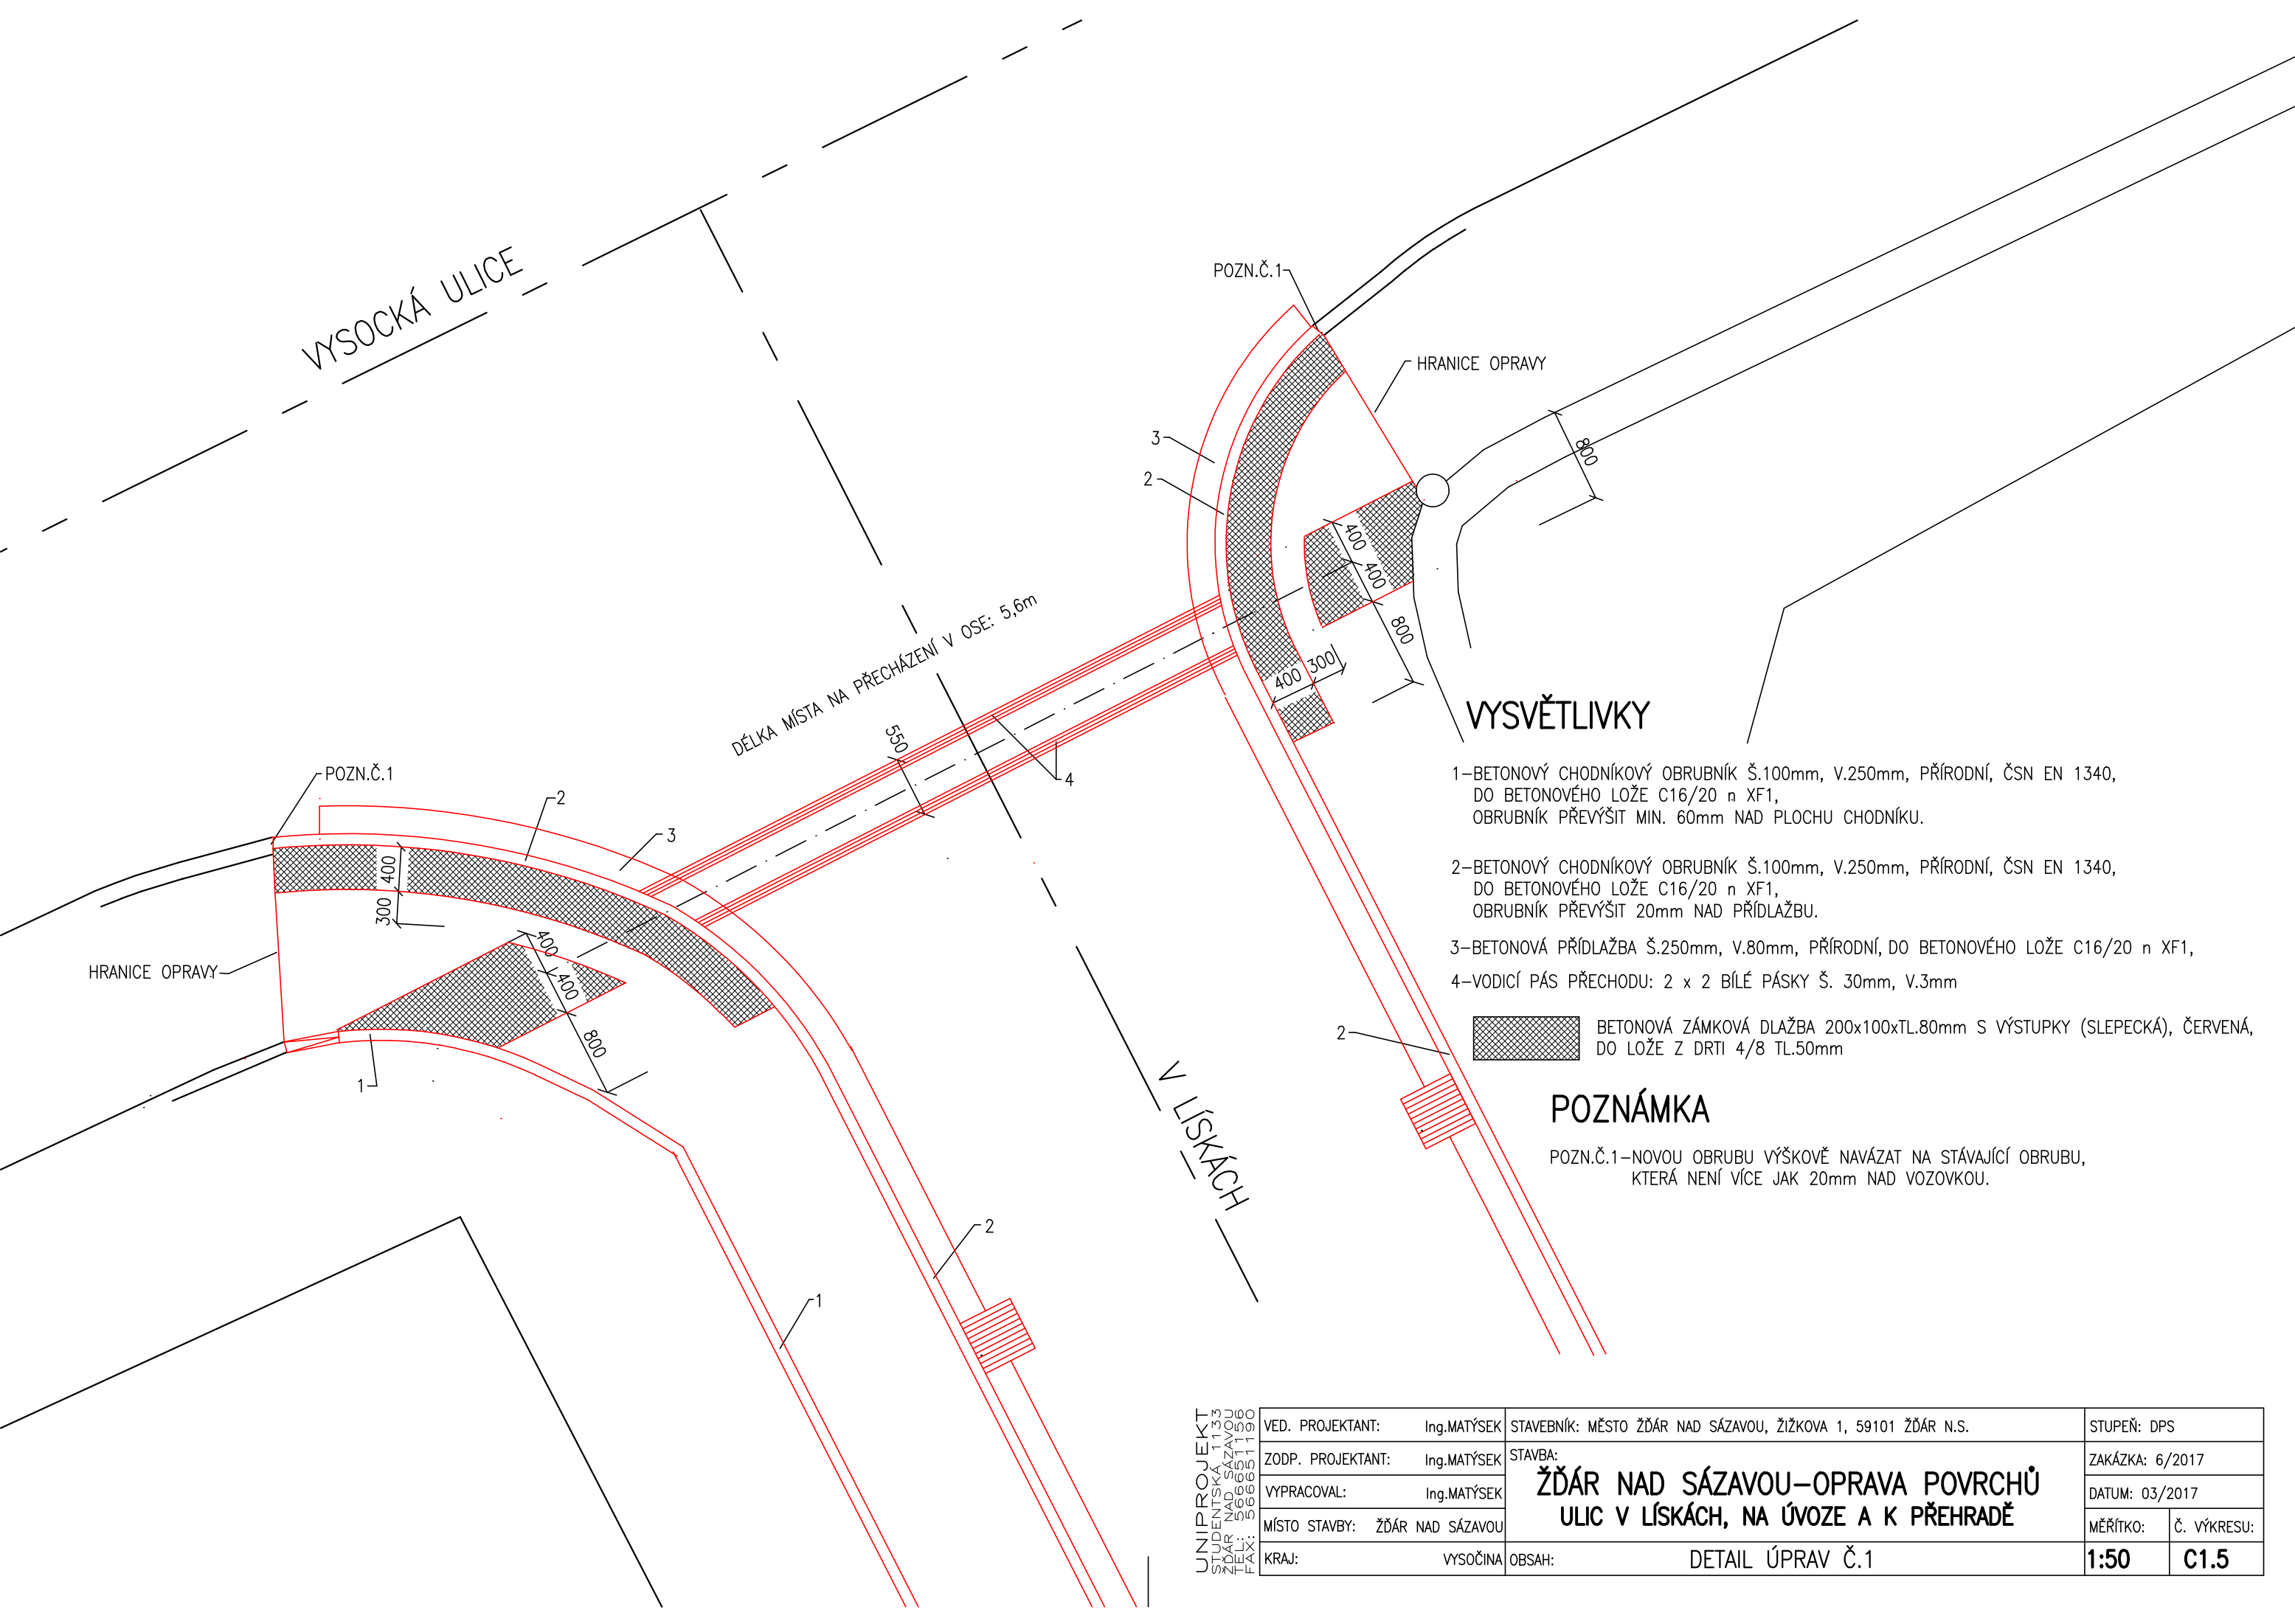 VYSOCKÁ ULICE
POZN.Č.1
HRANICE OPRAVY
3
2
800
400
400
800
400
300
DÉLKA MÍSTA NA PŘECHÁZENÍ V OSE: 5,6m
550
4
POZN.Č.1
2
3
400
300
400
400
800
HRANICE OPRAVY
1
V LÍSKÁCH
2
2
1
VYSVĚTLIVKY
1-BETONOVÝ CHODNÍKOVÝ OBRUBNÍK Š.100mm, V.250mm, PŘÍRODNÍ, ČSN EN 1340,
DO BETONOVÉHO LOŽE C16/20 n XF1,
OBRUBNÍK PŘEVÝŠIT MIN. 60mm NAD PLOCHU CHODNÍKU.
2-BETONOVÝ CHODNÍKOVÝ OBRUBNÍK Š.100mm, V.250mm, PŘÍRODNÍ, ČSN EN 1340,
DO BETONOVÉHO LOŽE C16/20 n XF1,
OBRUBNÍK PŘEVÝŠIT 20mm NAD PŘÍDLAŽBU.
3-BETONOVÁ PŘÍDLAŽBA Š.250mm, V.80mm, PŘÍRODNÍ, DO BETONOVÉHO LOŽE C16/20 n XF1,
4-VODICÍ PÁS PŘECHODU: 2 x 2 BÍLÉ PÁSKY Š. 30mm, V.3mm
BETONOVÁ ZÁMKOVÁ DLAŽBA 200x100xTL.80mm S VÝSTUPKY (SLEPECKÁ), ČERVENÁ,
DO LOŽE Z DRTI 4/8 TL.50mm
POZNÁMKA
POZN.Č.1-NOVOU OBRUBU VÝŠKOVĚ NAVÁZAT NA STÁVAJÍCÍ OBRUBU,
KTERÁ NENÍ VÍCE JAK 20mm NAD VOZOVKOU.
UNIPROJEKT
STUDENTSKÁ 1133
ŽĎÁR NAD SÁZAVOU
TEL.: 566651156
FAX: 566651190
VED. PROJEKTANT: Ing.MATÝSEK
ZODP. PROJEKTANT: Ing.MATÝSEK
VYPRACOVAL: Ing.MATÝSEK
MÍSTO STAVBY: ŽĎÁR NAD SÁZAVOU
KRAJ: VYSOČINA
STAVEBNÍK: MĚSTO ŽĎÁR NAD SÁZAVOU, ŽIŽKOVA 1, 59101 ŽĎÁR N.S.
STAVBA:
ŽĎÁR NAD SÁZAVOU-OPRAVA POVRCHŮ
ULIC V LÍSKÁCH, NA ÚVOZE A K PŘEHRADĚ
OBSAH: DETAIL ÚPRAV Č.1
STUPEŇ: DPS
ZAKÁZKA: 6/2017
DATUM: 03/2017
MĚŘÍTKO: Č. VÝKRESU:
1:50 C1.5